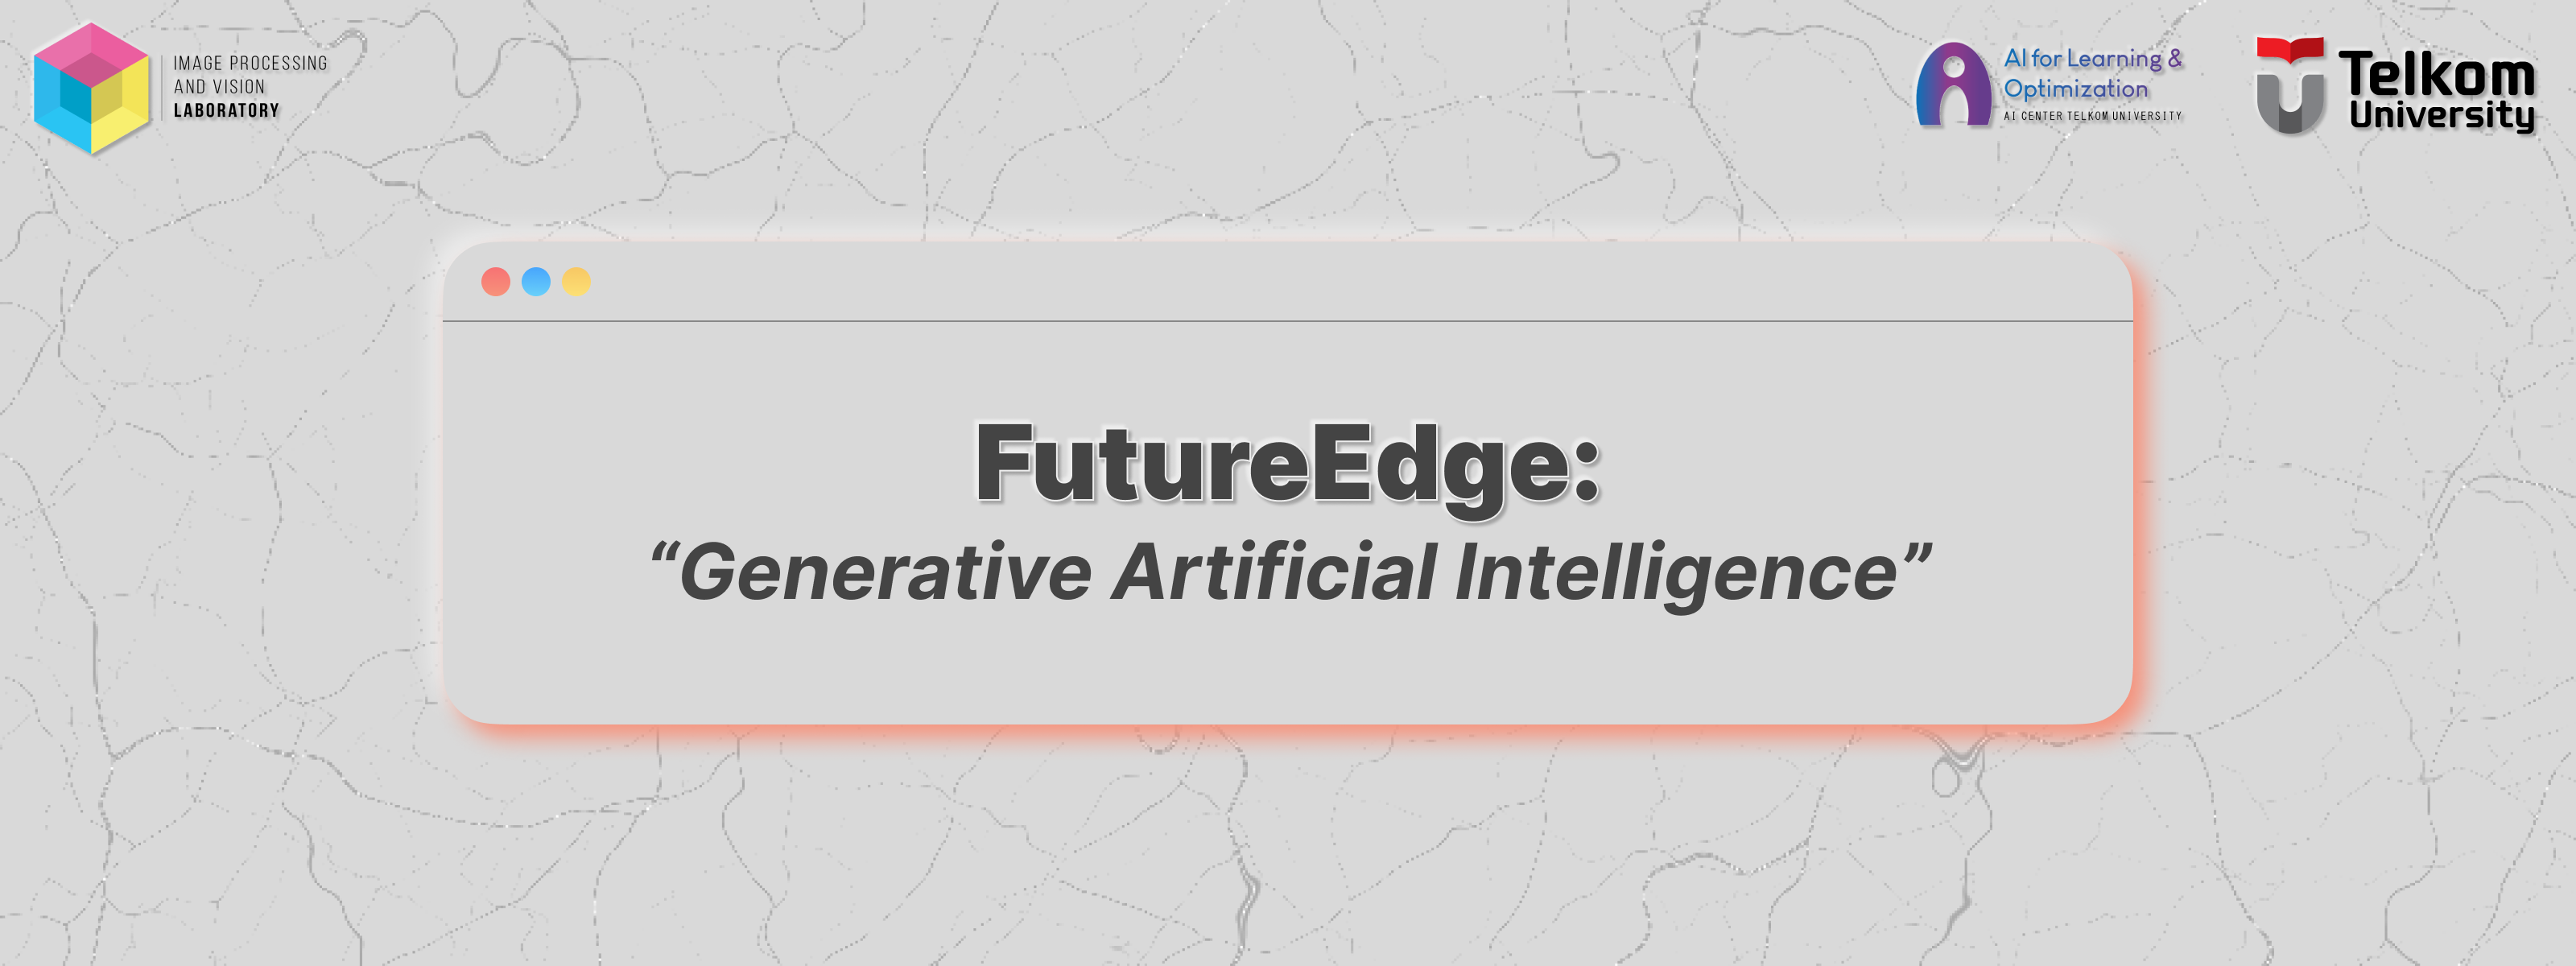 IMAGE PROCESSING
AND VISION
LABORATORY
AI for Learning &
Optimization
AI CENTER TELKOM UNIVERSITY
Telkom
University
FutureEdge:
“Generative Artificial Intelligence”